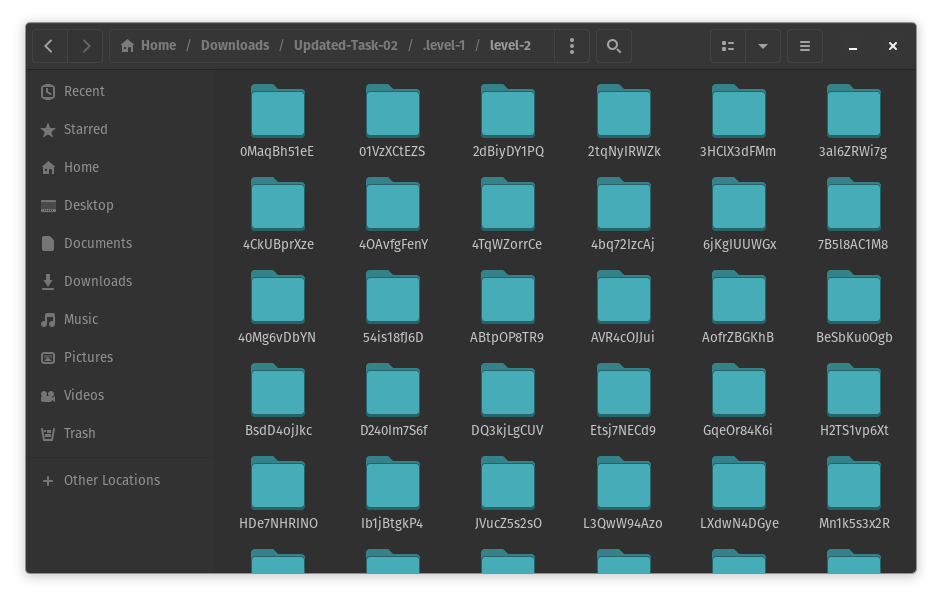 Home / Downloads / Updated-Task-02 / .level-1 / level-2
Recent
Starred
Home
Desktop
Documents
Downloads
Music
Pictures
Videos
Trash
Other Locations
0MaqBh51eE 01VzXCtEZS 2dBiyDY1PQ 2tqNyIRWZk 3HClX3dFMm 3aI6ZRWi7g
4CkUBprXze 4OAvfgFenY 4TqWZorrCe 4bq72IzcAj 6jKgIUUWGx 7B5l8AC1M8
40Mg6vDbYN 54is18fJ6D ABtpOP8TR9 AVR4cOJJui AofrZBGKhB BeSbKu0Ogb
BsdD4ojJkc D240Im7S6f DQ3kjLgCUV Etsj7NECd9 GqeOr84K6i H2TS1vp6Xt
HDe7NHRINO Ib1jBtgkP4 JVucZ5s2sO L3QwW94Azo LXdwN4DGye Mn1k5s3x2R